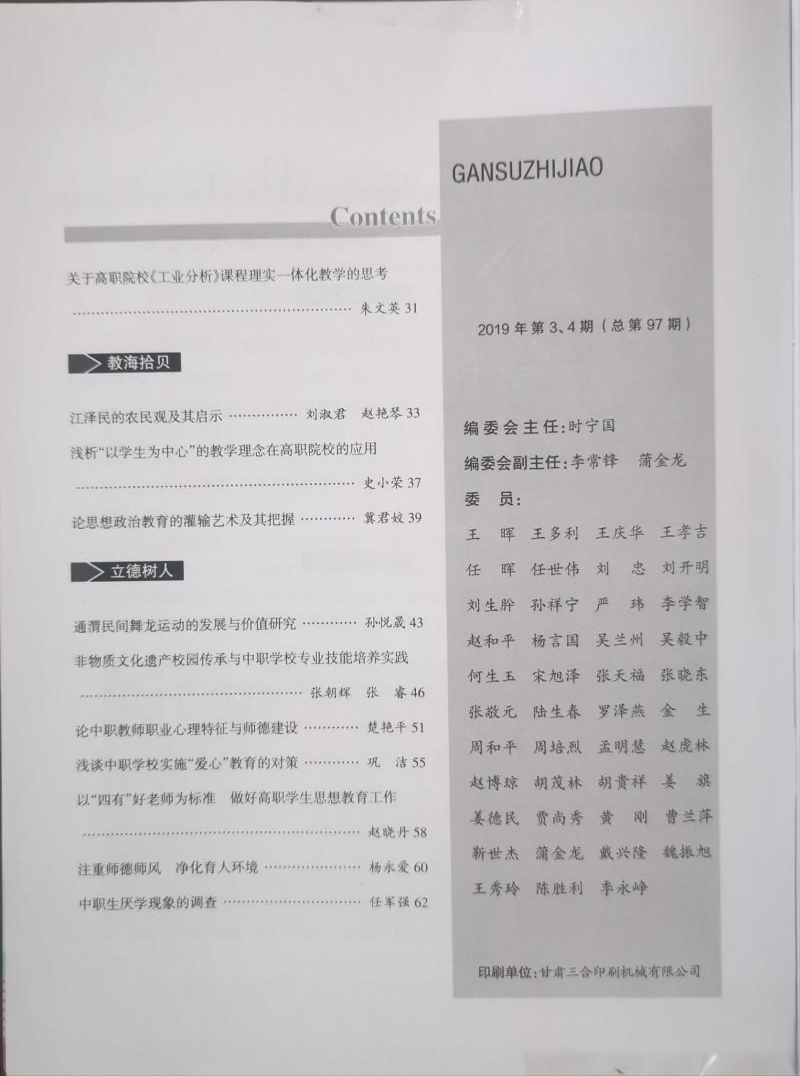 Contents
关于高职院校《工业分析》课程理实一体化教学的思考
…………………………………………… 朱文英 31
教海拾贝
江泽民的农民观及其启示 …………… 刘淑君 赵艳琴 33
浅析“以学生为中心”的教学理念在高职院校的应用
…………………………………………… 史小荣 37
论思想政治教育的灌输艺术及其把握 ………… 冀君姣 39
立德树人
通渭民间舞龙运动的发展与价值研究 ………… 孙悦晟 43
非物质文化遗产校园传承与中职学校专业技能培养实践
…………………………………… 张朝辉 张 睿 46
论中职教师职业心理特征与师德建设 ………… 楚艳平 51
浅谈中职学校实施“爱心”教育的对策 ………… 巩 洁 55
以“四有”好老师为标准 做好高职学生思想教育工作
…………………………………………… 赵晓丹 58
注重师德师风 净化育人环境 ………………… 杨永爱 60
中职生厌学现象的调查 ……………………… 任军强 62
GANSUZHIJIAO
2019 年第 3、4 期（总第 97 期）
编委会主任:时宁国
编委会副主任:李常锋 蒲金龙
委 员:
王 晖 王多利 王庆华 王孝吉
任 晖 任世伟 刘 忠 刘开明
刘生肸 孙祥宁 严 玮 李学智
赵和平 杨言国 吴兰州 吴毅中
何生玉 宋旭泽 张天福 张晓东
张敬元 陆生春 罗泽燕 金 生
周和平 周培烈 孟明慧 赵虎林
赵博琼 胡茂林 胡贵祥 姜 旗
姜德民 贾尚秀 黄 刚 曹兰萍
靳世杰 蒲金龙 戴兴隆 魏振旭
王秀玲 陈胜利 季永峥
印刷单位:甘肃三合印刷机械有限公司